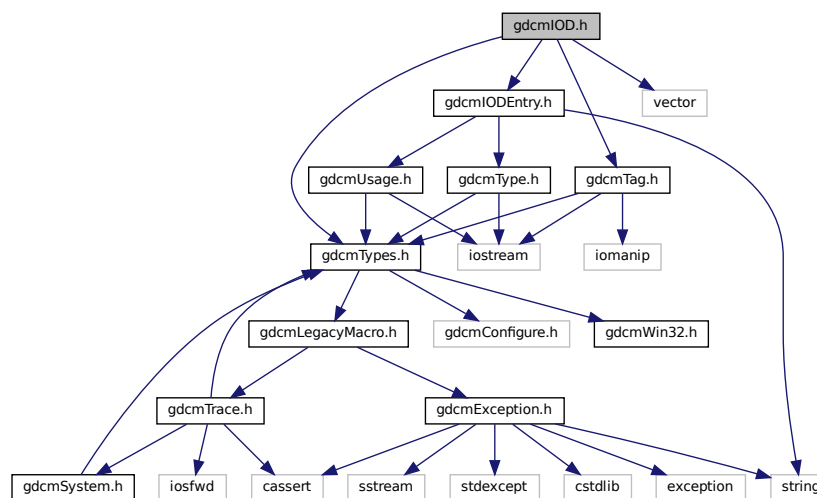 gdcmIOD.h
gdcmIODEntry.h
vector
gdcmUsage.h
gdcmType.h
gdcmTag.h
gdcmTypes.h
iostream
iomanip
gdcmLegacyMacro.h
gdcmConfigure.h
gdcmWin32.h
gdcmTrace.h
gdcmException.h
gdcmSystem.h
iosfwd
cassert
sstream
stdexcept
cstdlib
exception
string